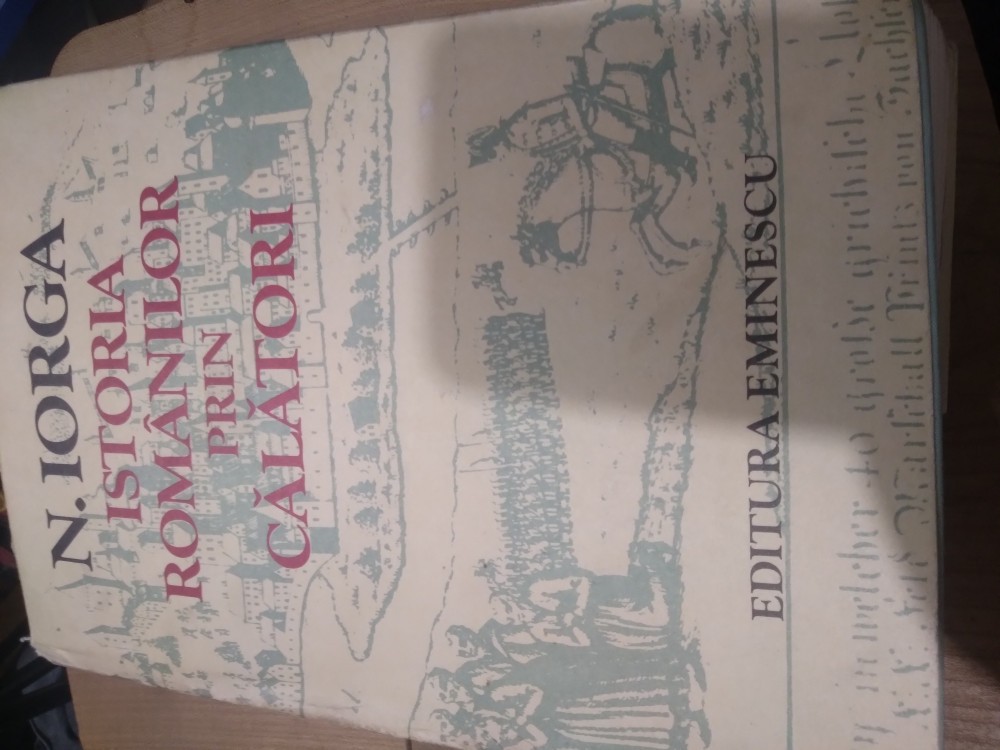 N. IORGA
ISTORIA
ROMÂNILOR
PRIN
CĂLĂTORI
EDITURA EMINESCU